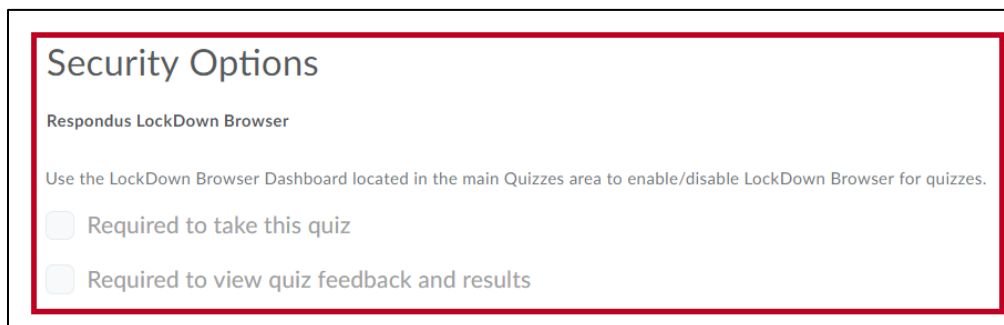 Security Options
Respondus LockDown Browser
Use the LockDown Browser Dashboard located in the main Quizzes area to enable/disable LockDown Browser for quizzes.
Required to take this quiz
Required to view quiz feedback and results